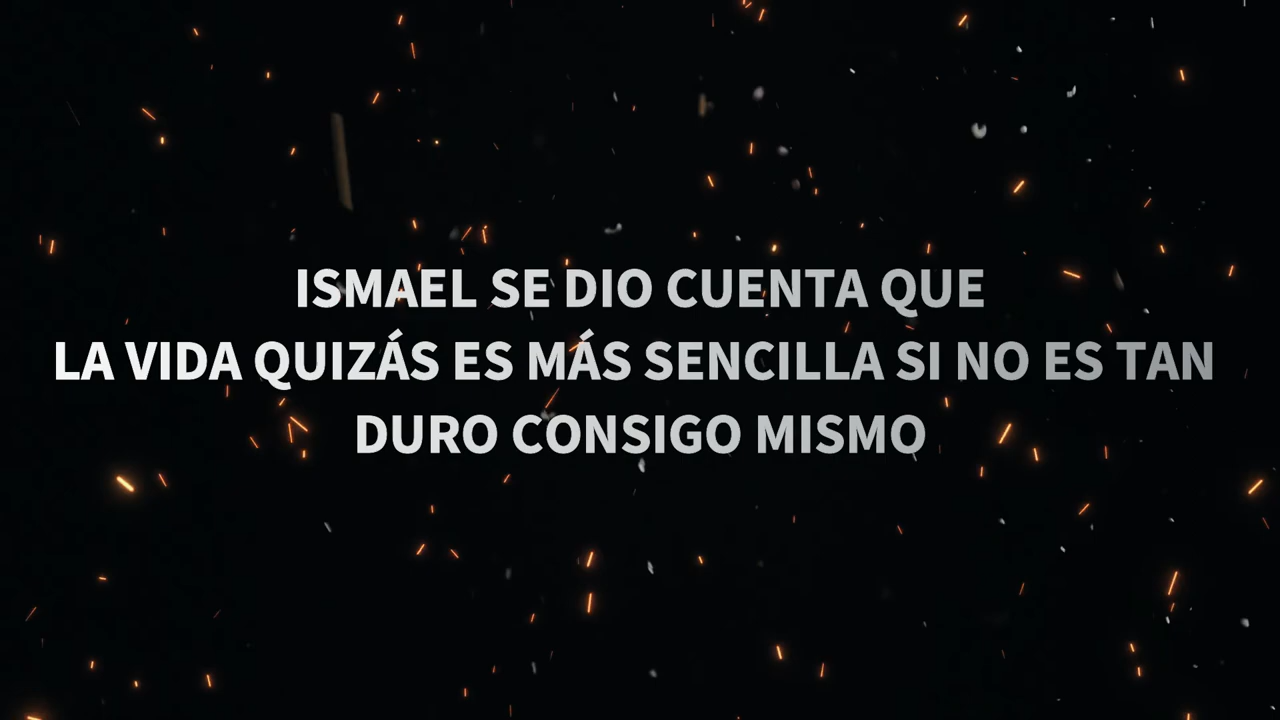 ISMAEL SE DIO CUENTA QUE
LA VIDA QUIZÁS ES MÁS SENCILLA SI NO ES TAN
DURO CONSIGO MISMO